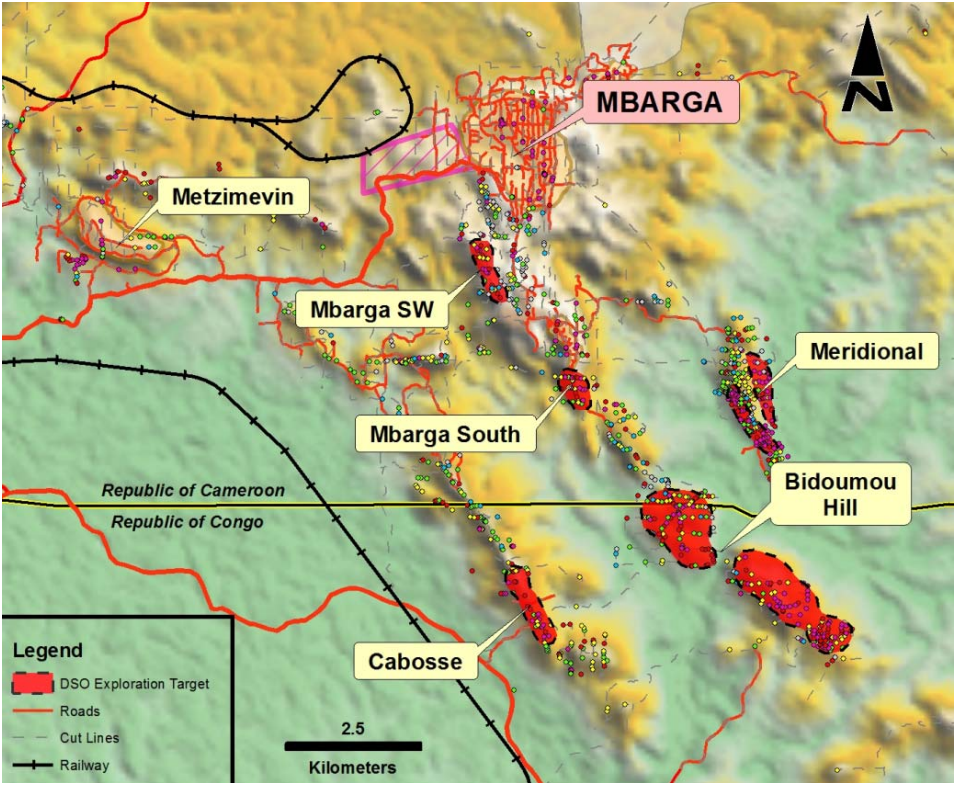 N
MBARGA
Metzimevin
Mbarga SW
Meridional
Mbarga South
Bidoumou
Hill
Republic of Cameroon
Republic of Congo
Cabosse
Legend
DSO Exploration Target
Roads
Cut Lines
Railway
2.5
Kilometers